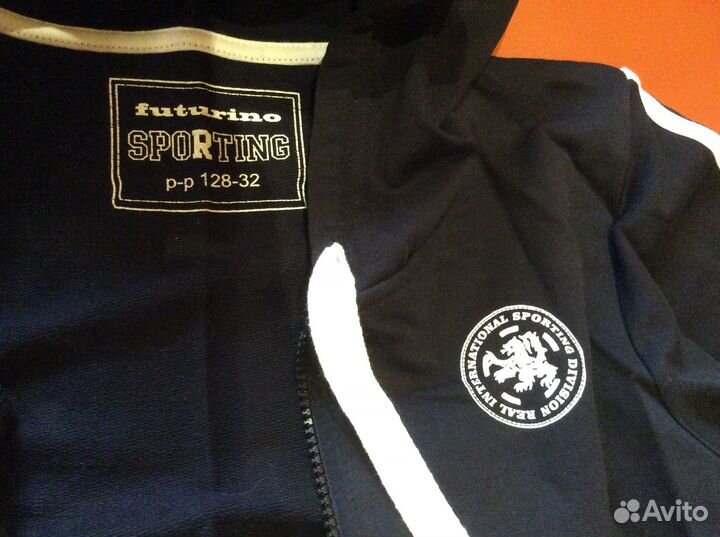 futurino
SPORTING
р-р 128-32
REAL INTERNATIONAL SPORTING DIVISION
Avito